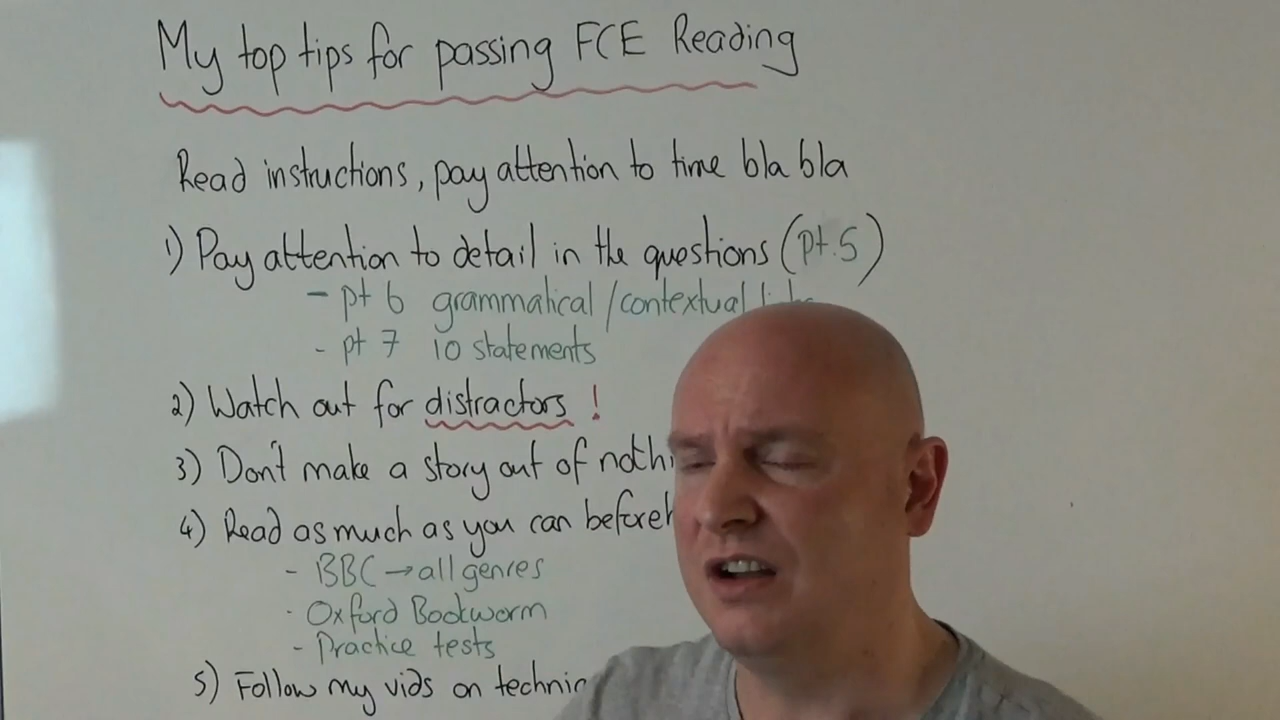 My top tips for passing FCE Reading
Read instructions, pay attention to time bla bla
1) Pay attention to detail in the questions (pt.5)
- pt 6 grammatical/contextual
- pt 7 10 statements
2) Watch out for distractors !
3) Don't make a story out of
4) Read as much as you can
- BBC → all genres
- Oxford Bookworm
- Practice tests
5) Follow my vids on